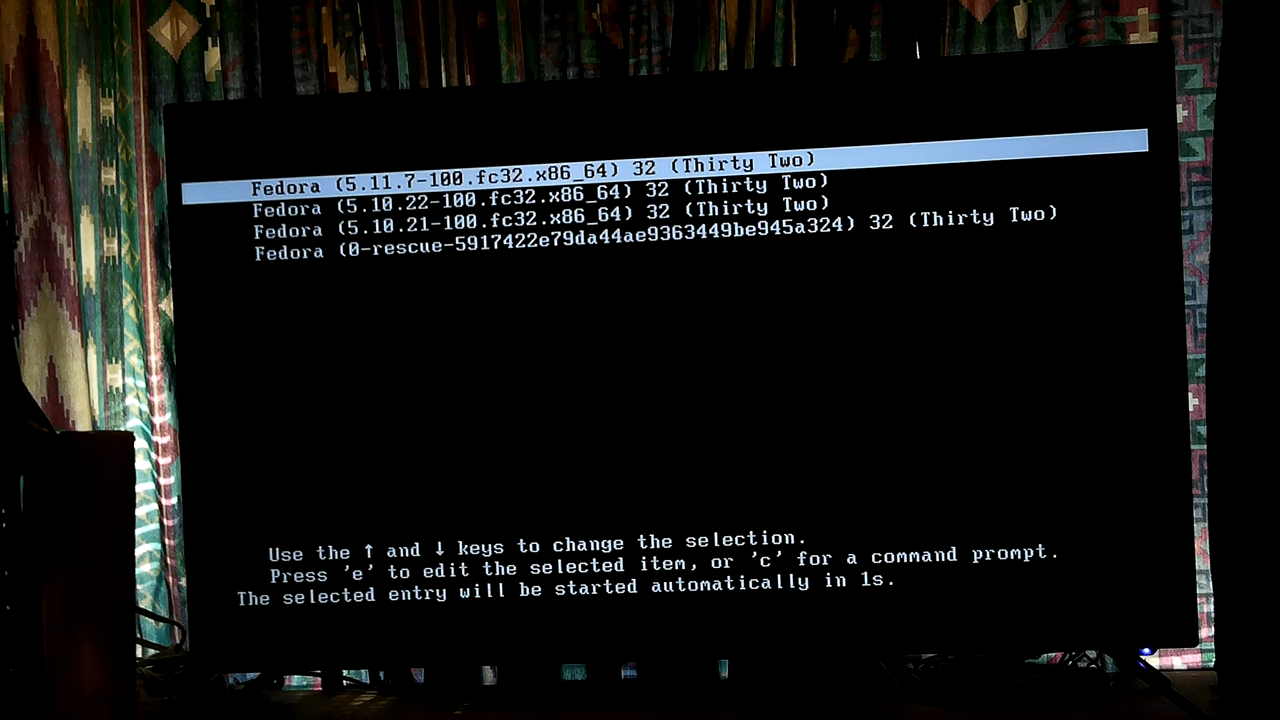 Fedora (5.11.7-100.fc32.x86_64) 32 (Thirty Two)
Fedora (5.10.22-100.fc32.x86_64) 32 (Thirty Two)
Fedora (5.10.21-100.fc32.x86_64) 32 (Thirty Two)
Fedora (0-rescue-5917422e79da44ae9363449be945a324) 32 (Thirty Two)
Use the ↑ and ↓ keys to change the selection.
Press 'e' to edit the selected item, or 'c' for a command prompt.
The selected entry will be started automatically in 1s.